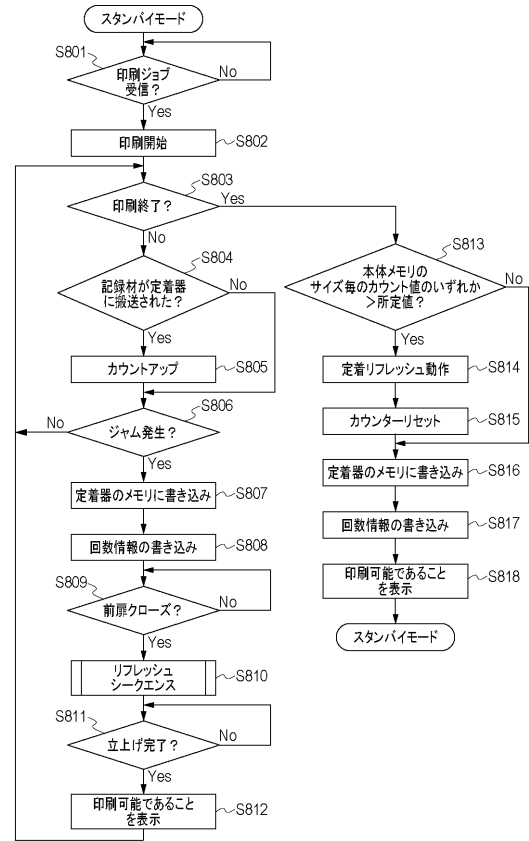 スタンバイモード
S801
印刷ジョブ
受信?
No
Yes
印刷開始
S802
S803
印刷終了?
Yes
No
S804
記録材が定着器
に搬送された?
No
Yes
カウントアップ
S805
S806
ジャム発生?
No
Yes
定着器のメモリに書き込み
S807
回数情報の書き込み
S808
S809
前扉クローズ?
No
Yes
リフレッシュ
シークエンス
S810
S811
立上げ完了?
No
Yes
印刷可能であること
を表示
S812
S813
本体メモリの
サイズ毎のカウント値のいずれか
>所定値?
No
Yes
定着リフレッシュ動作
S814
カウンターリセット
S815
定着器のメモリに書き込み
S816
回数情報の書き込み
S817
印刷可能であること
を表示
S818
スタンバイモード